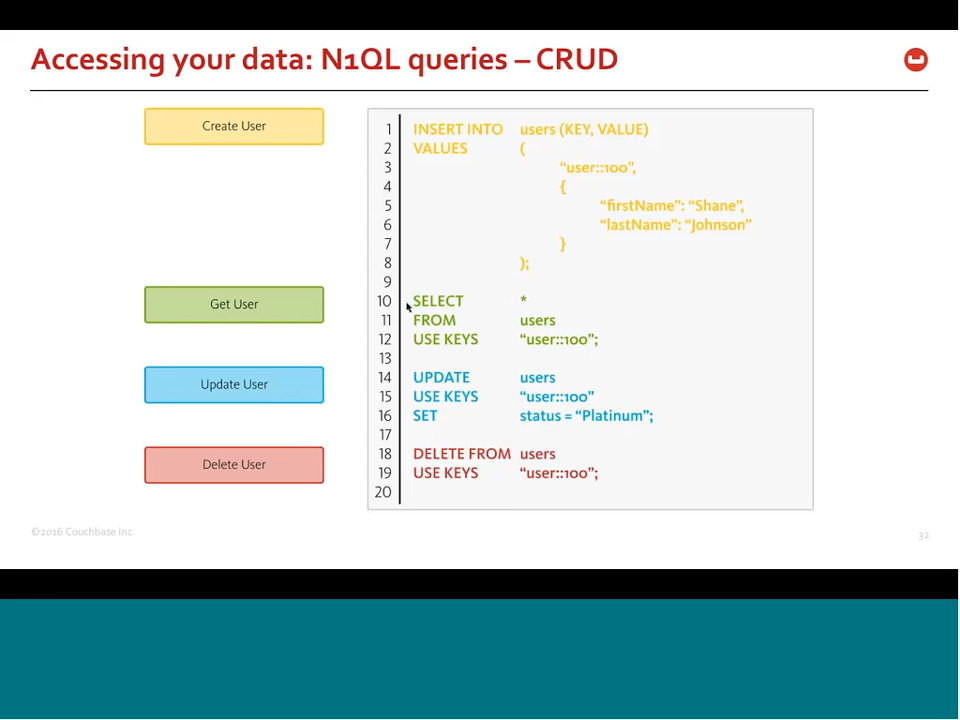 Accessing your data: N1QL queries – CRUD
Create User
Get User
Update User
Delete User
1 INSERT INTO users (KEY, VALUE)
2 VALUES (
3 “user::100”,
4 {
5 “firstName”: “Shane”,
6 “lastName”: “Johnson”
7 }
8 );
9
10 SELECT *
11 FROM users
12 USE KEYS “user::100”;
13
14 UPDATE users
15 USE KEYS “user::100”
16 SET status = “Platinum”;
17
18 DELETE FROM users
19 USE KEYS “user::100”;
20
©2016 Couchbase Inc.
32